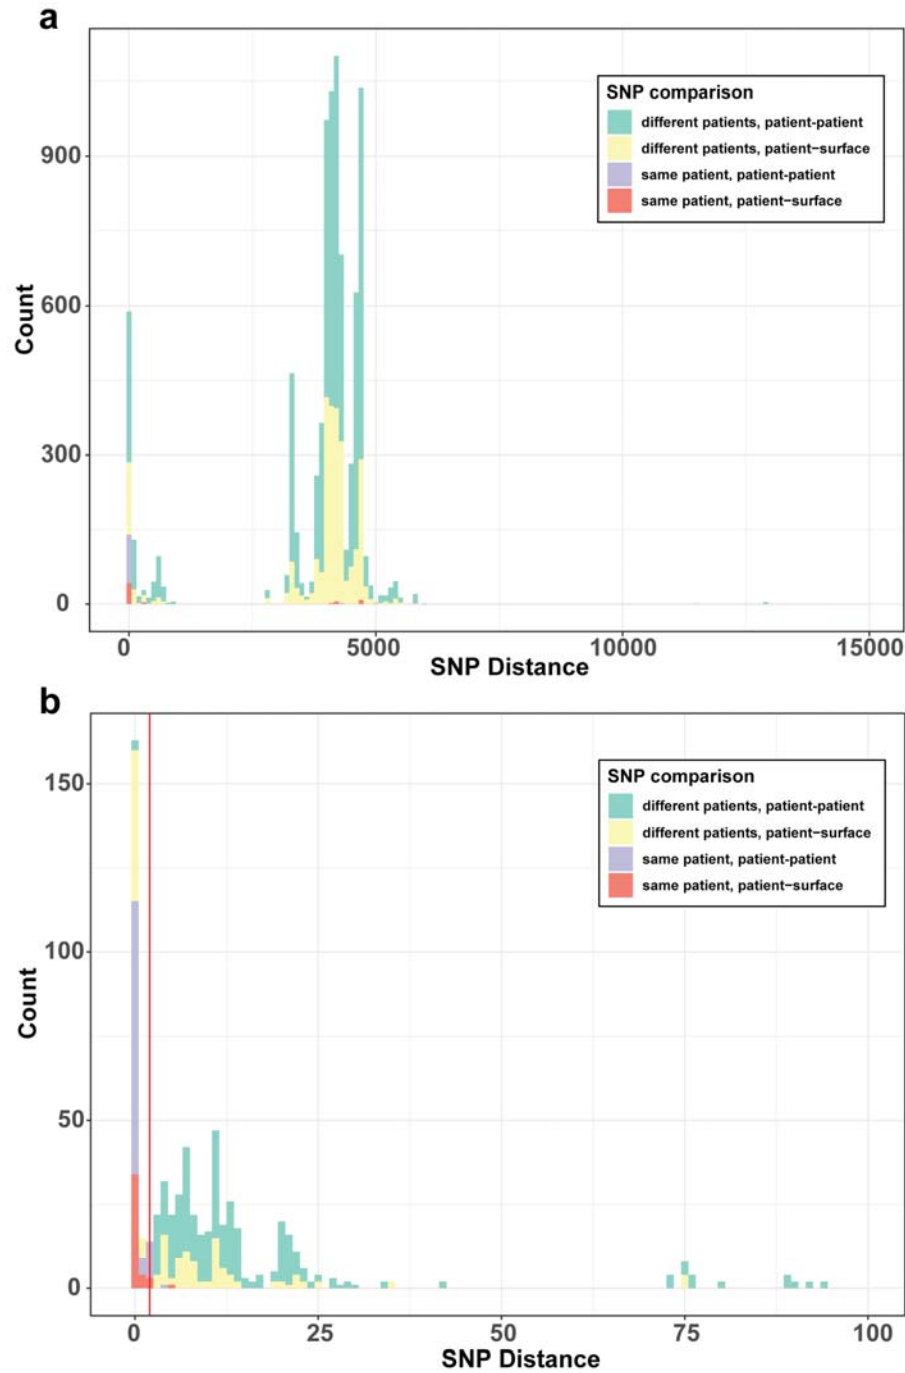 a
SNP comparison
different patients, patient-patient
different patients, patient−surface
same patient, patient-patient
same patient, patient−surface
900
600
300
0
Count
0 5000 10000 15000
SNP Distance
b
SNP comparison
different patients, patient-patient
different patients, patient−surface
same patient, patient-patient
same patient, patient−surface
150
100
50
0
Count
0 25 50 75 100
SNP Distance